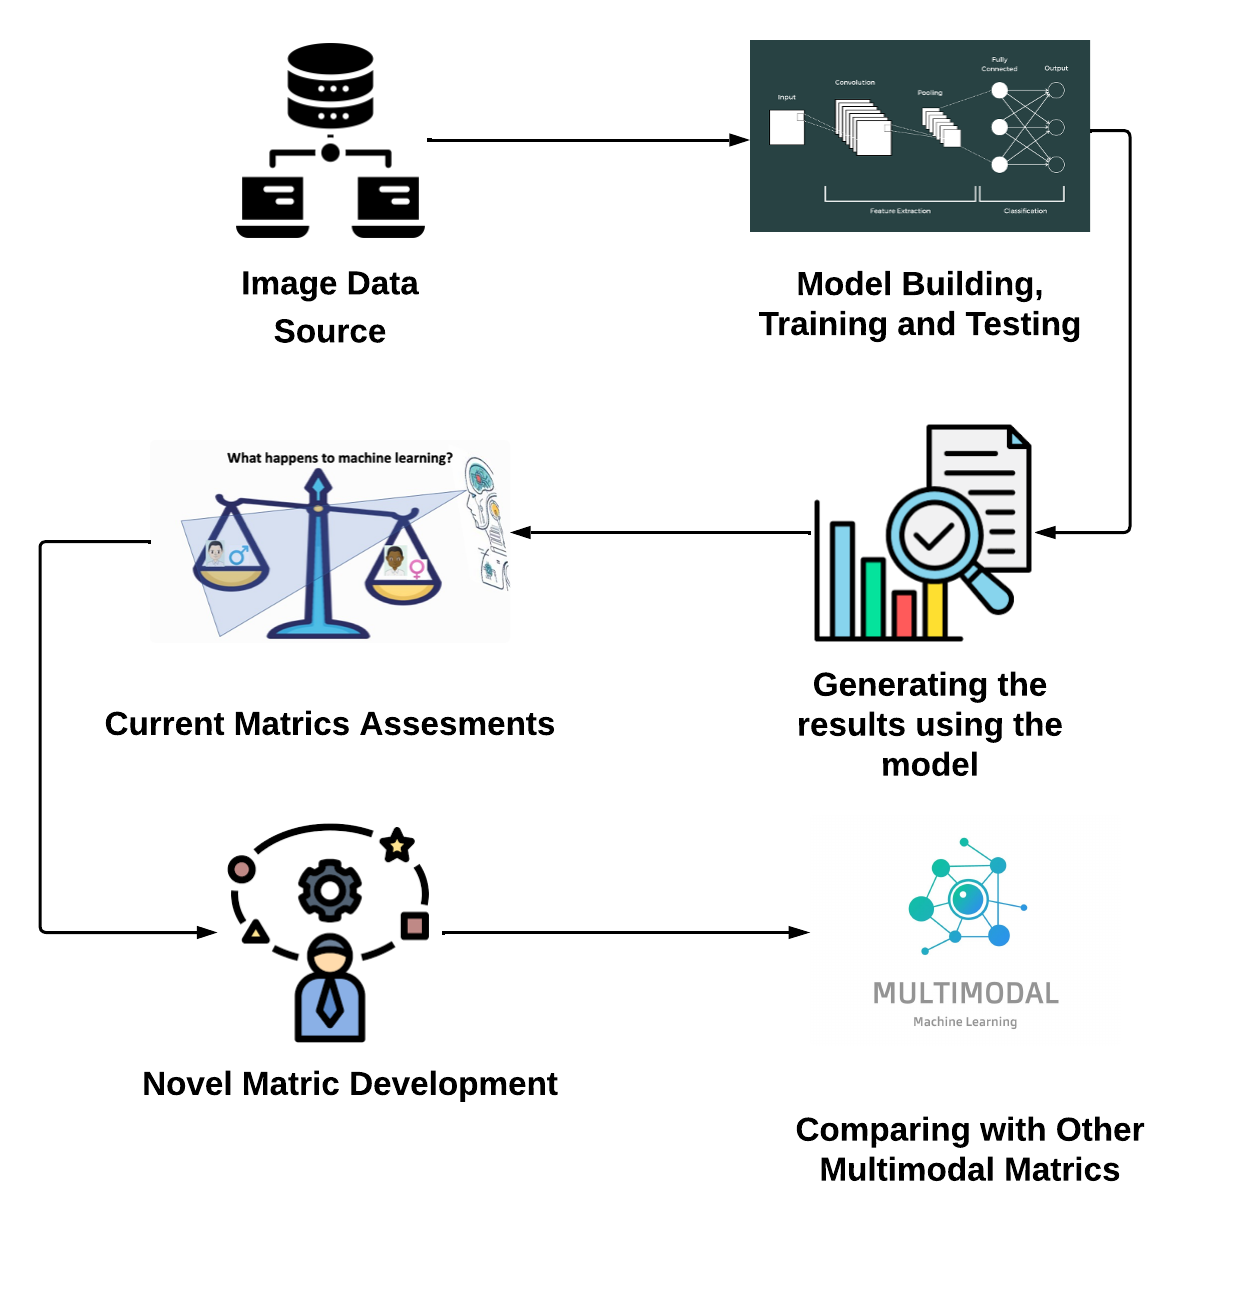 Image Data
Source
Input
Convolution
Pooling
Fully
Connected
Output
Feature Extraction
Classification
Model Building,
Training and Testing
What happens to machine learning?
Current Matrics Assesments
Generating the
results using the
model
Novel Matric Development
MULTIMODAL
Machine Learning
Comparing with Other
Multimodal Matrics